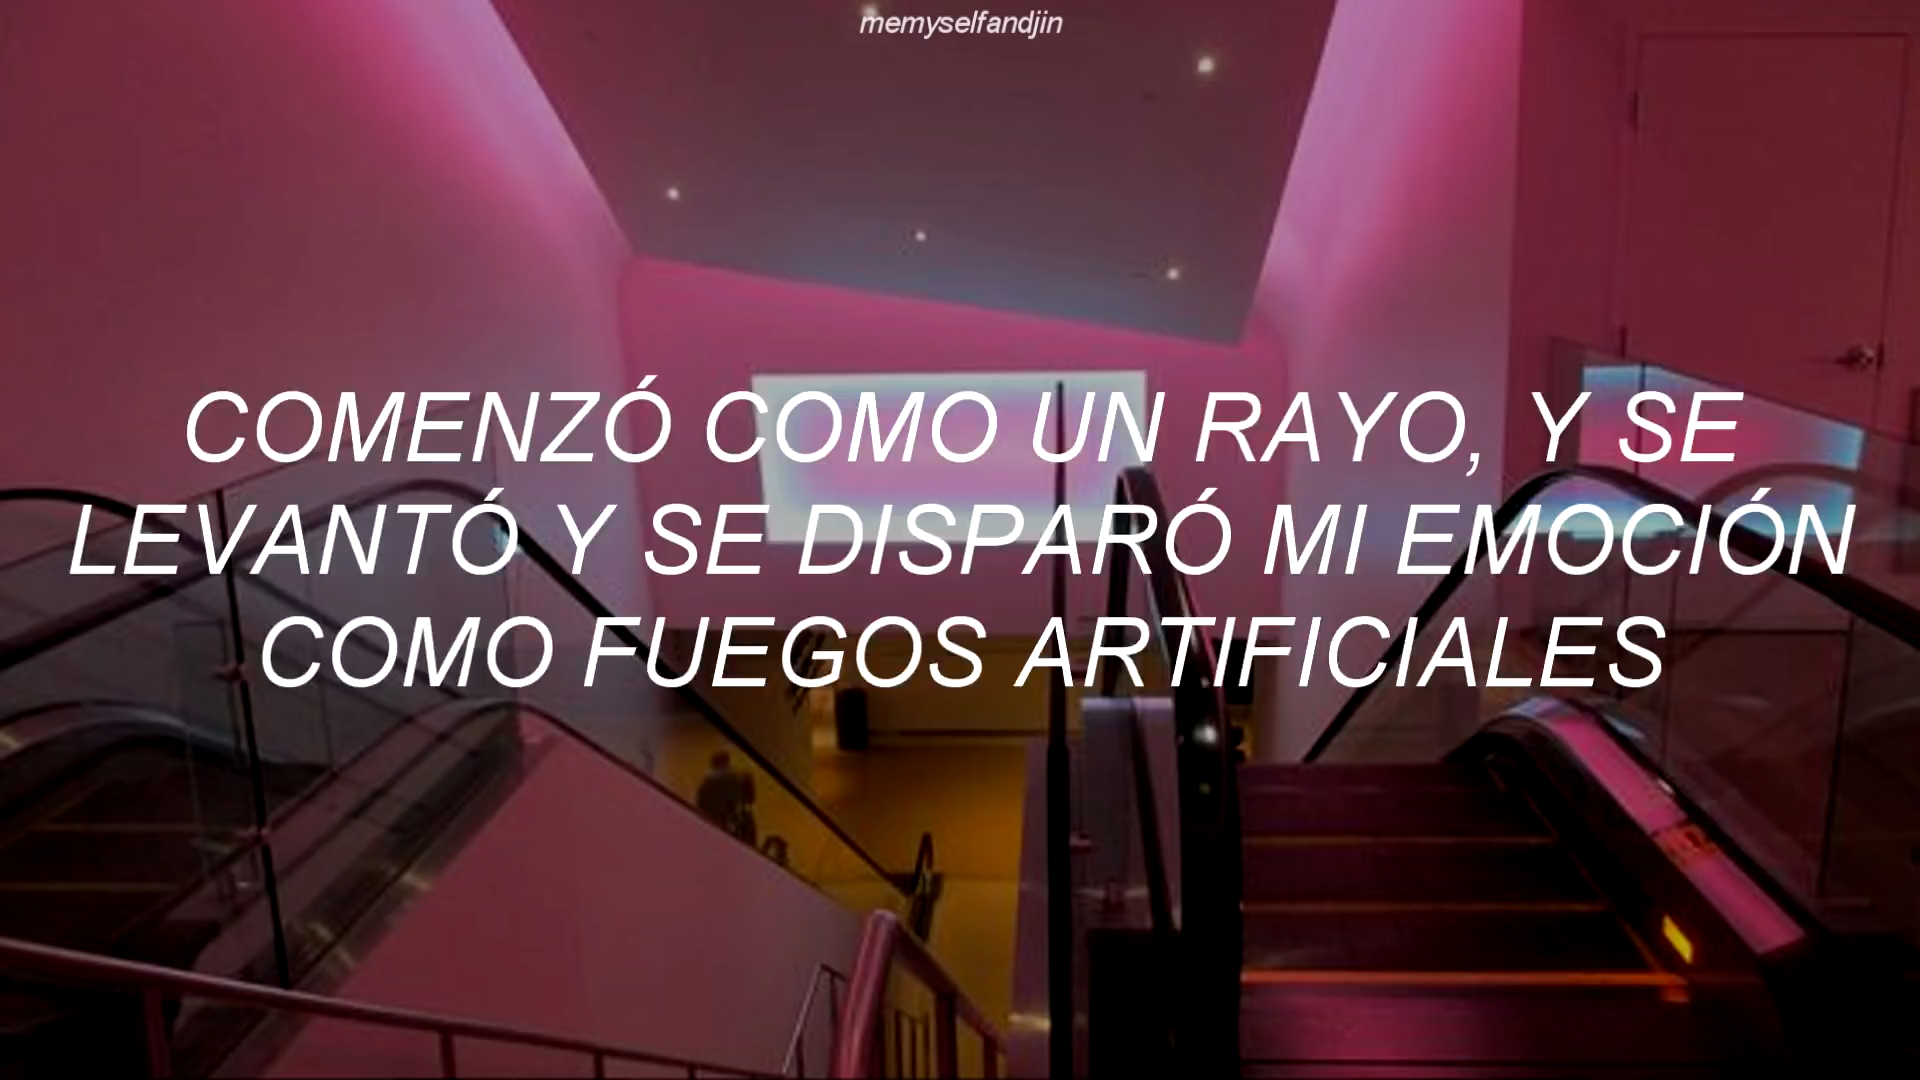 memyselfandjin
COMENZÓ COMO UN RAYO, Y SE
LEVANTÓ Y SE DISPARÓ MI EMOCIÓN
COMO FUEGOS ARTIFICIALES